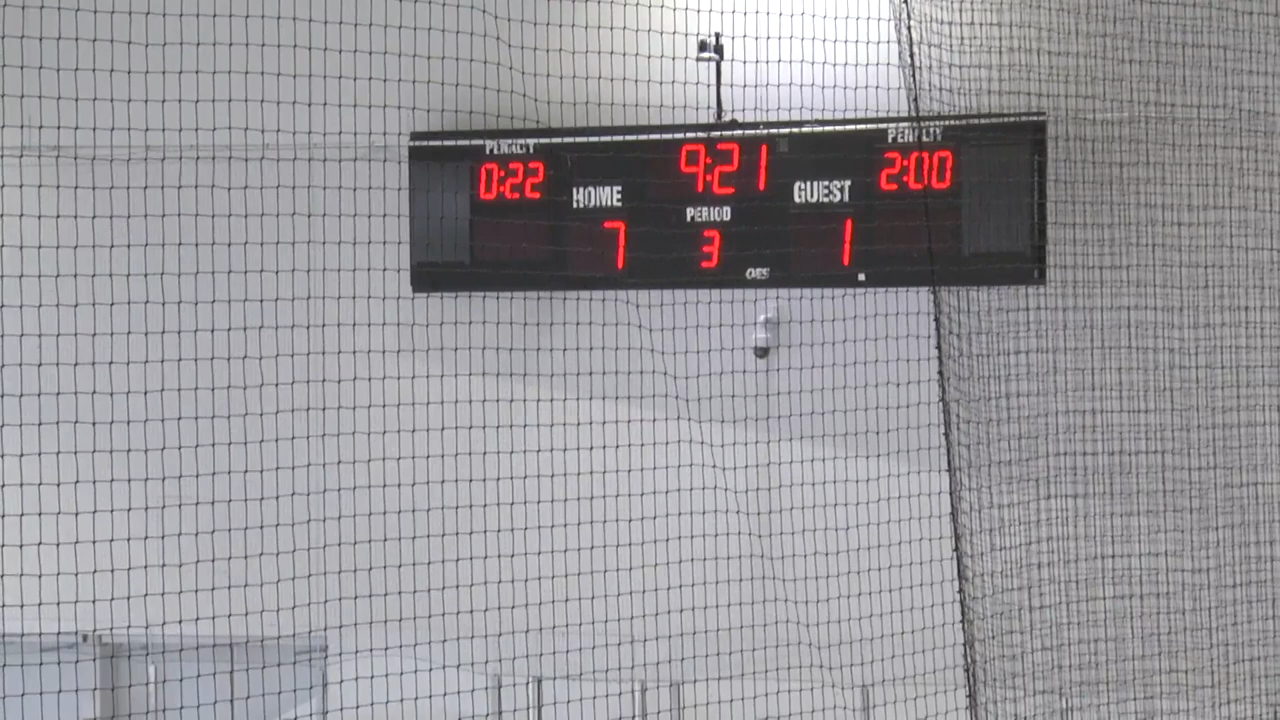 PENALTY 9:21 PENALTY
0:22 2:00
HOME GUEST
PERIOD
7 3 1
OES